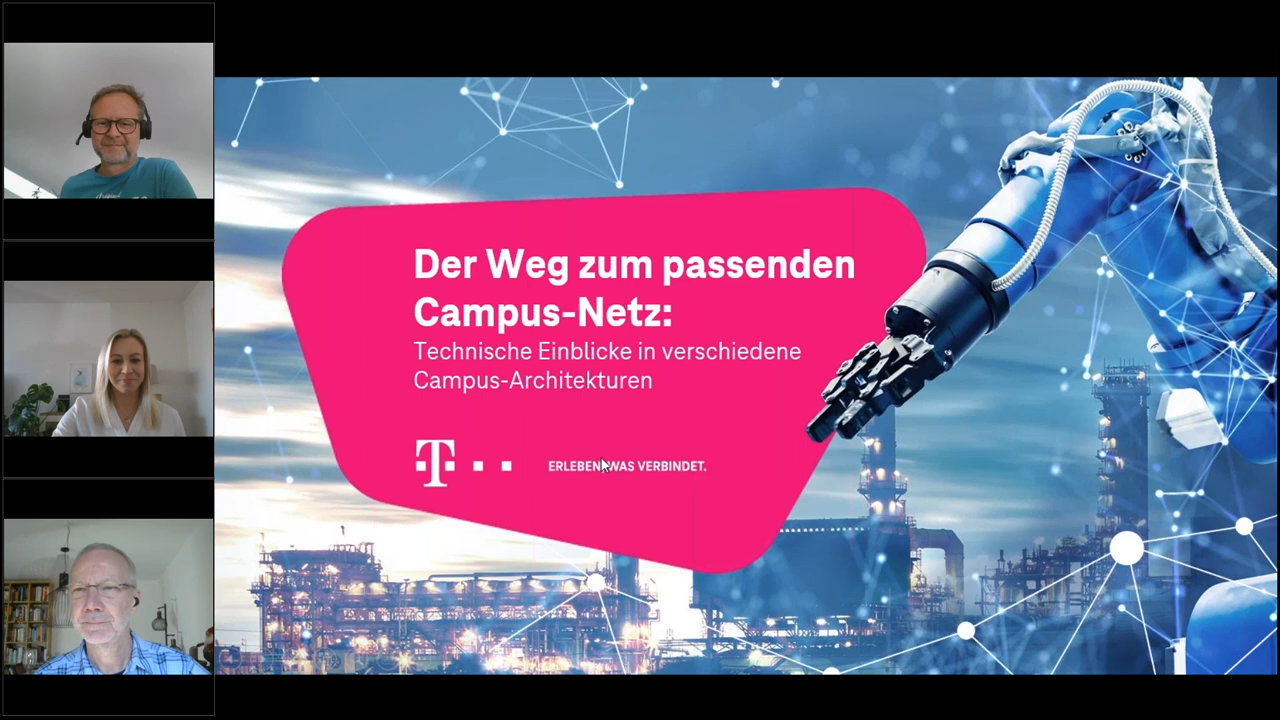 Der Weg zum passenden
Campus-Netz:
Technische Einblicke in verschiedene
Campus-Architekturen
T
ERLEBEN, WAS VERBINDET.